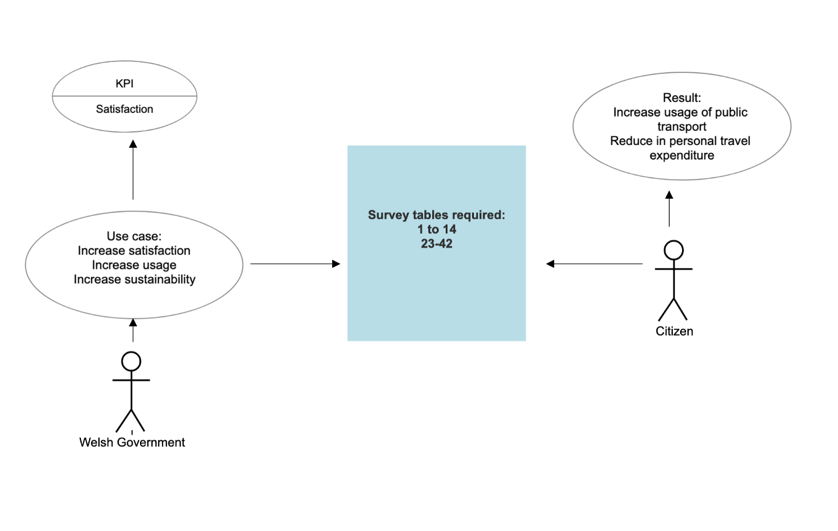 KPI
Satisfaction
Use case:
Increase satisfaction
Increase usage
Increase sustainability
Welsh Government
Survey tables required:
1 to 14
23-42
Result:
Increase usage of public
transport
Reduce in personal travel
expenditure
Citizen